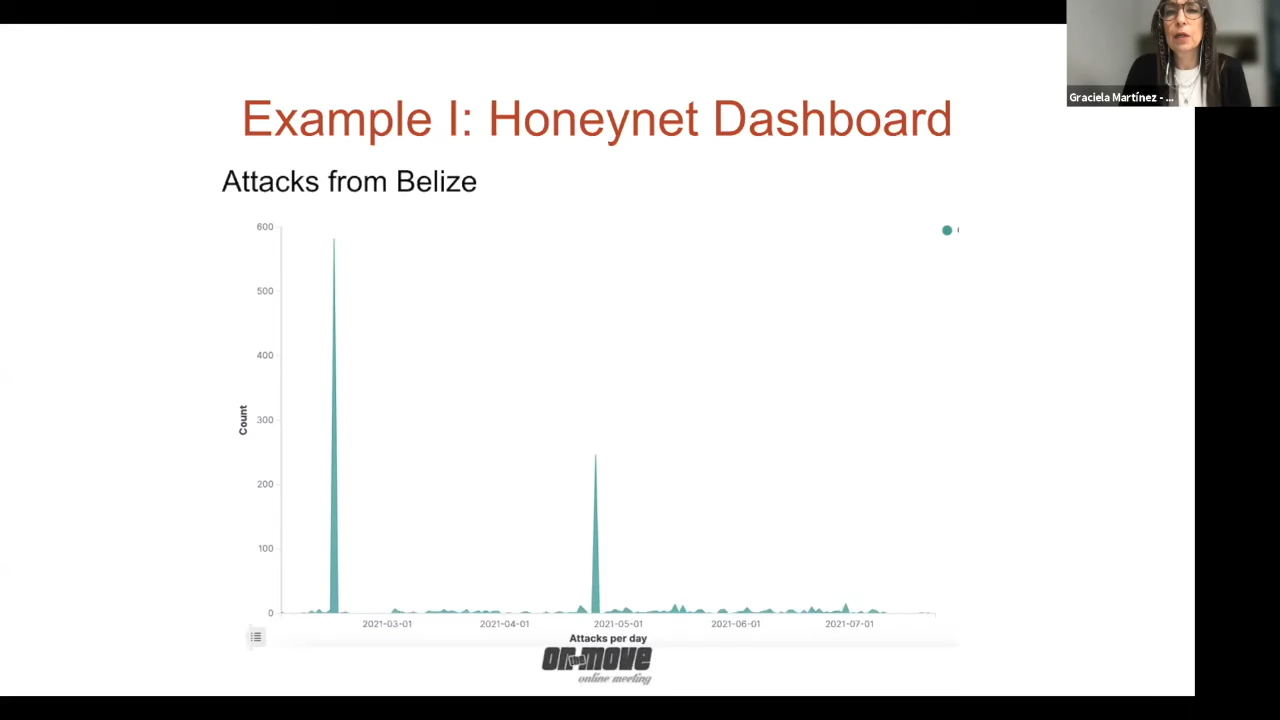 Graciela Martínez - ...
Example I: Honeynet Dashboard
Attacks from Belize
600
500
400
300
200
100
0
Count
2021-03-01
2021-04-01
2021-05-01
2021-06-01
2021-07-01
Attacks per day
on move
online meeting